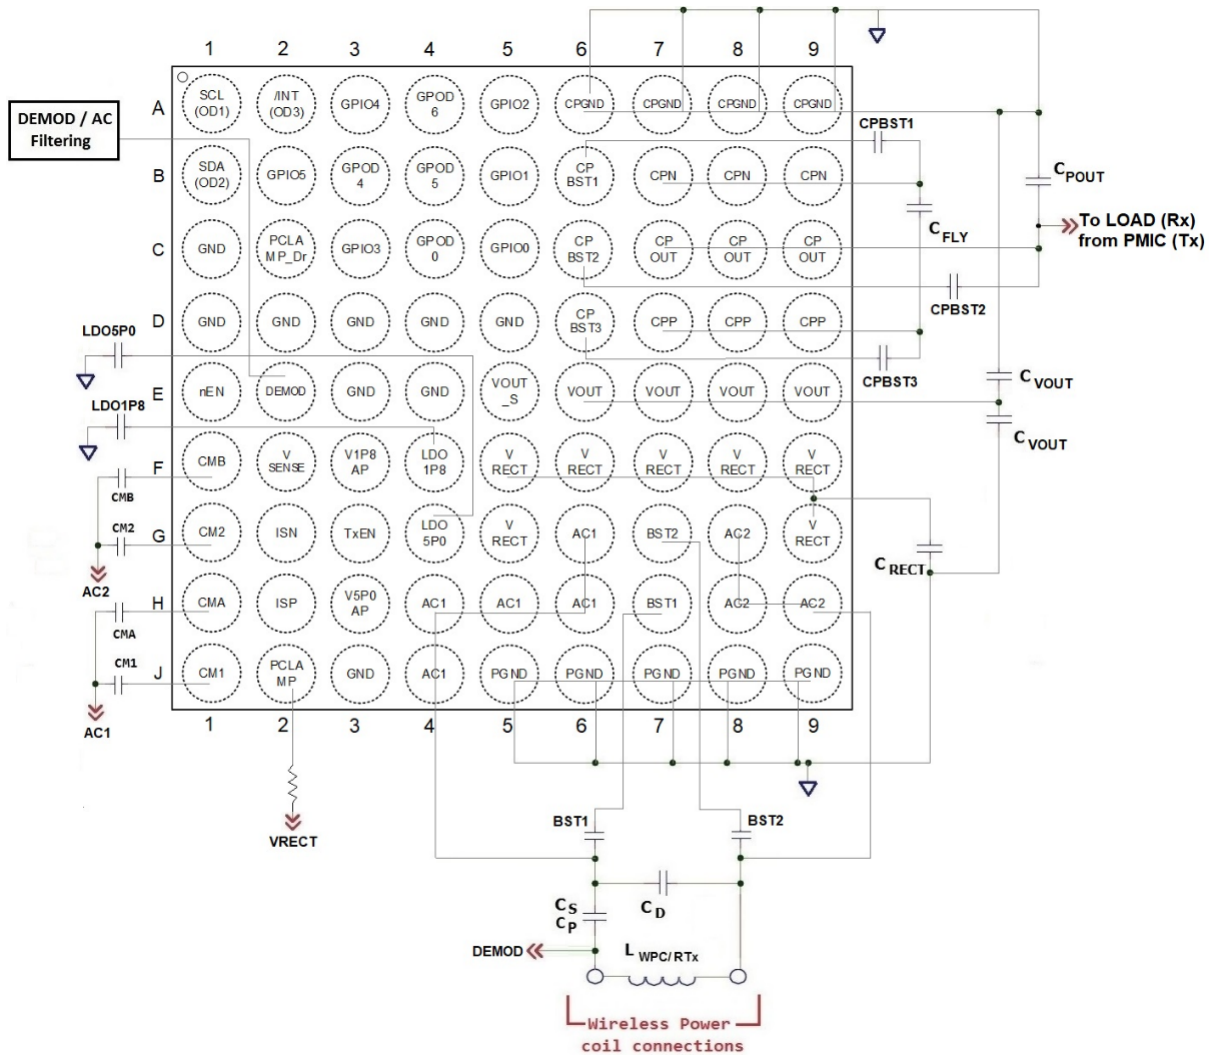 1 2 3 4 5 6 7 8 9
A
SCL
(OD1)
/INT
(OD3)
GPIO4
GPOD
6
GPIO2
CPGND
CPGND
CPGND
CPGND
DEMOD / AC
Filtering
CPBST1
B
SDA
(OD2)
GPIO5
GPOD
4
GPOD
5
GPIO1
CP
BST1
CPN
CPN
CPN
CPOUT
CFLY
To LOAD (Rx)
from PMIC (Tx)
C
GND
PCLA
MP_Dr
GPIO3
GPOD
0
GPIO0
CP
BST2
CP
OUT
CP
OUT
CP
OUT
CPBST2
D
GND
GND
GND
GND
GND
CP
BST3
CPP
CPP
CPP
LDO5P0
CPBST3
E
nEN
DEMOD
GND
GND
VOUT
_S
VOUT
VOUT
VOUT
VOUT
CVOUT
LDO1P8
CVOUT
F
CMB
V
SENSE
V1P8
AP
LDO
1P8
V
RECT
V
RECT
V
RECT
V
RECT
V
RECT
CMB
G
CM2
ISN
TxEN
LDO
5P0
V
RECT
AC1
BST2
AC2
V
RECT
CM2
CRECT
AC2
H
CMA
ISP
V5P0
AP
AC1
AC1
AC1
BST1
AC2
AC2
CMA
J
CM1
PCLA
MP
GND
AC1
PGND
PGND
PGND
PGND
PGND
CM1
AC1
1 2 3 4 5 6 7 8 9
VRECT
BST1
BST2
CS
CP
CD
DEMOD
LWPC/RTx
Wireless Power
coil connections